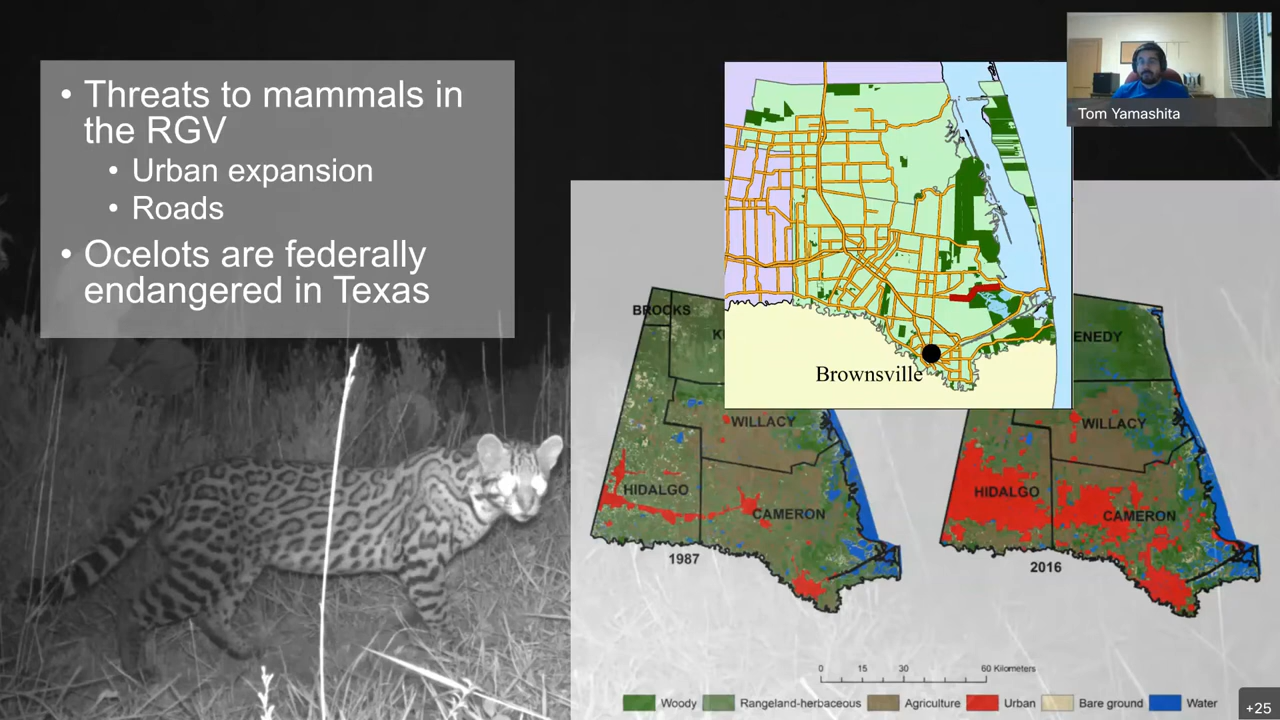 • Threats to mammals in
the RGV
• Urban expansion
• Roads
• Ocelots are federally
endangered in Texas
Tom Yamashita
Brownsville
BROOKS
WILLACY
HIDALGO
CAMERON
1987
ENEDY
WILLACY
HIDALGO
CAMERON
2016
0 15 30 60 Kilometers
Woody Rangeland-herbaceous Agriculture Urban Bare ground Water
+25